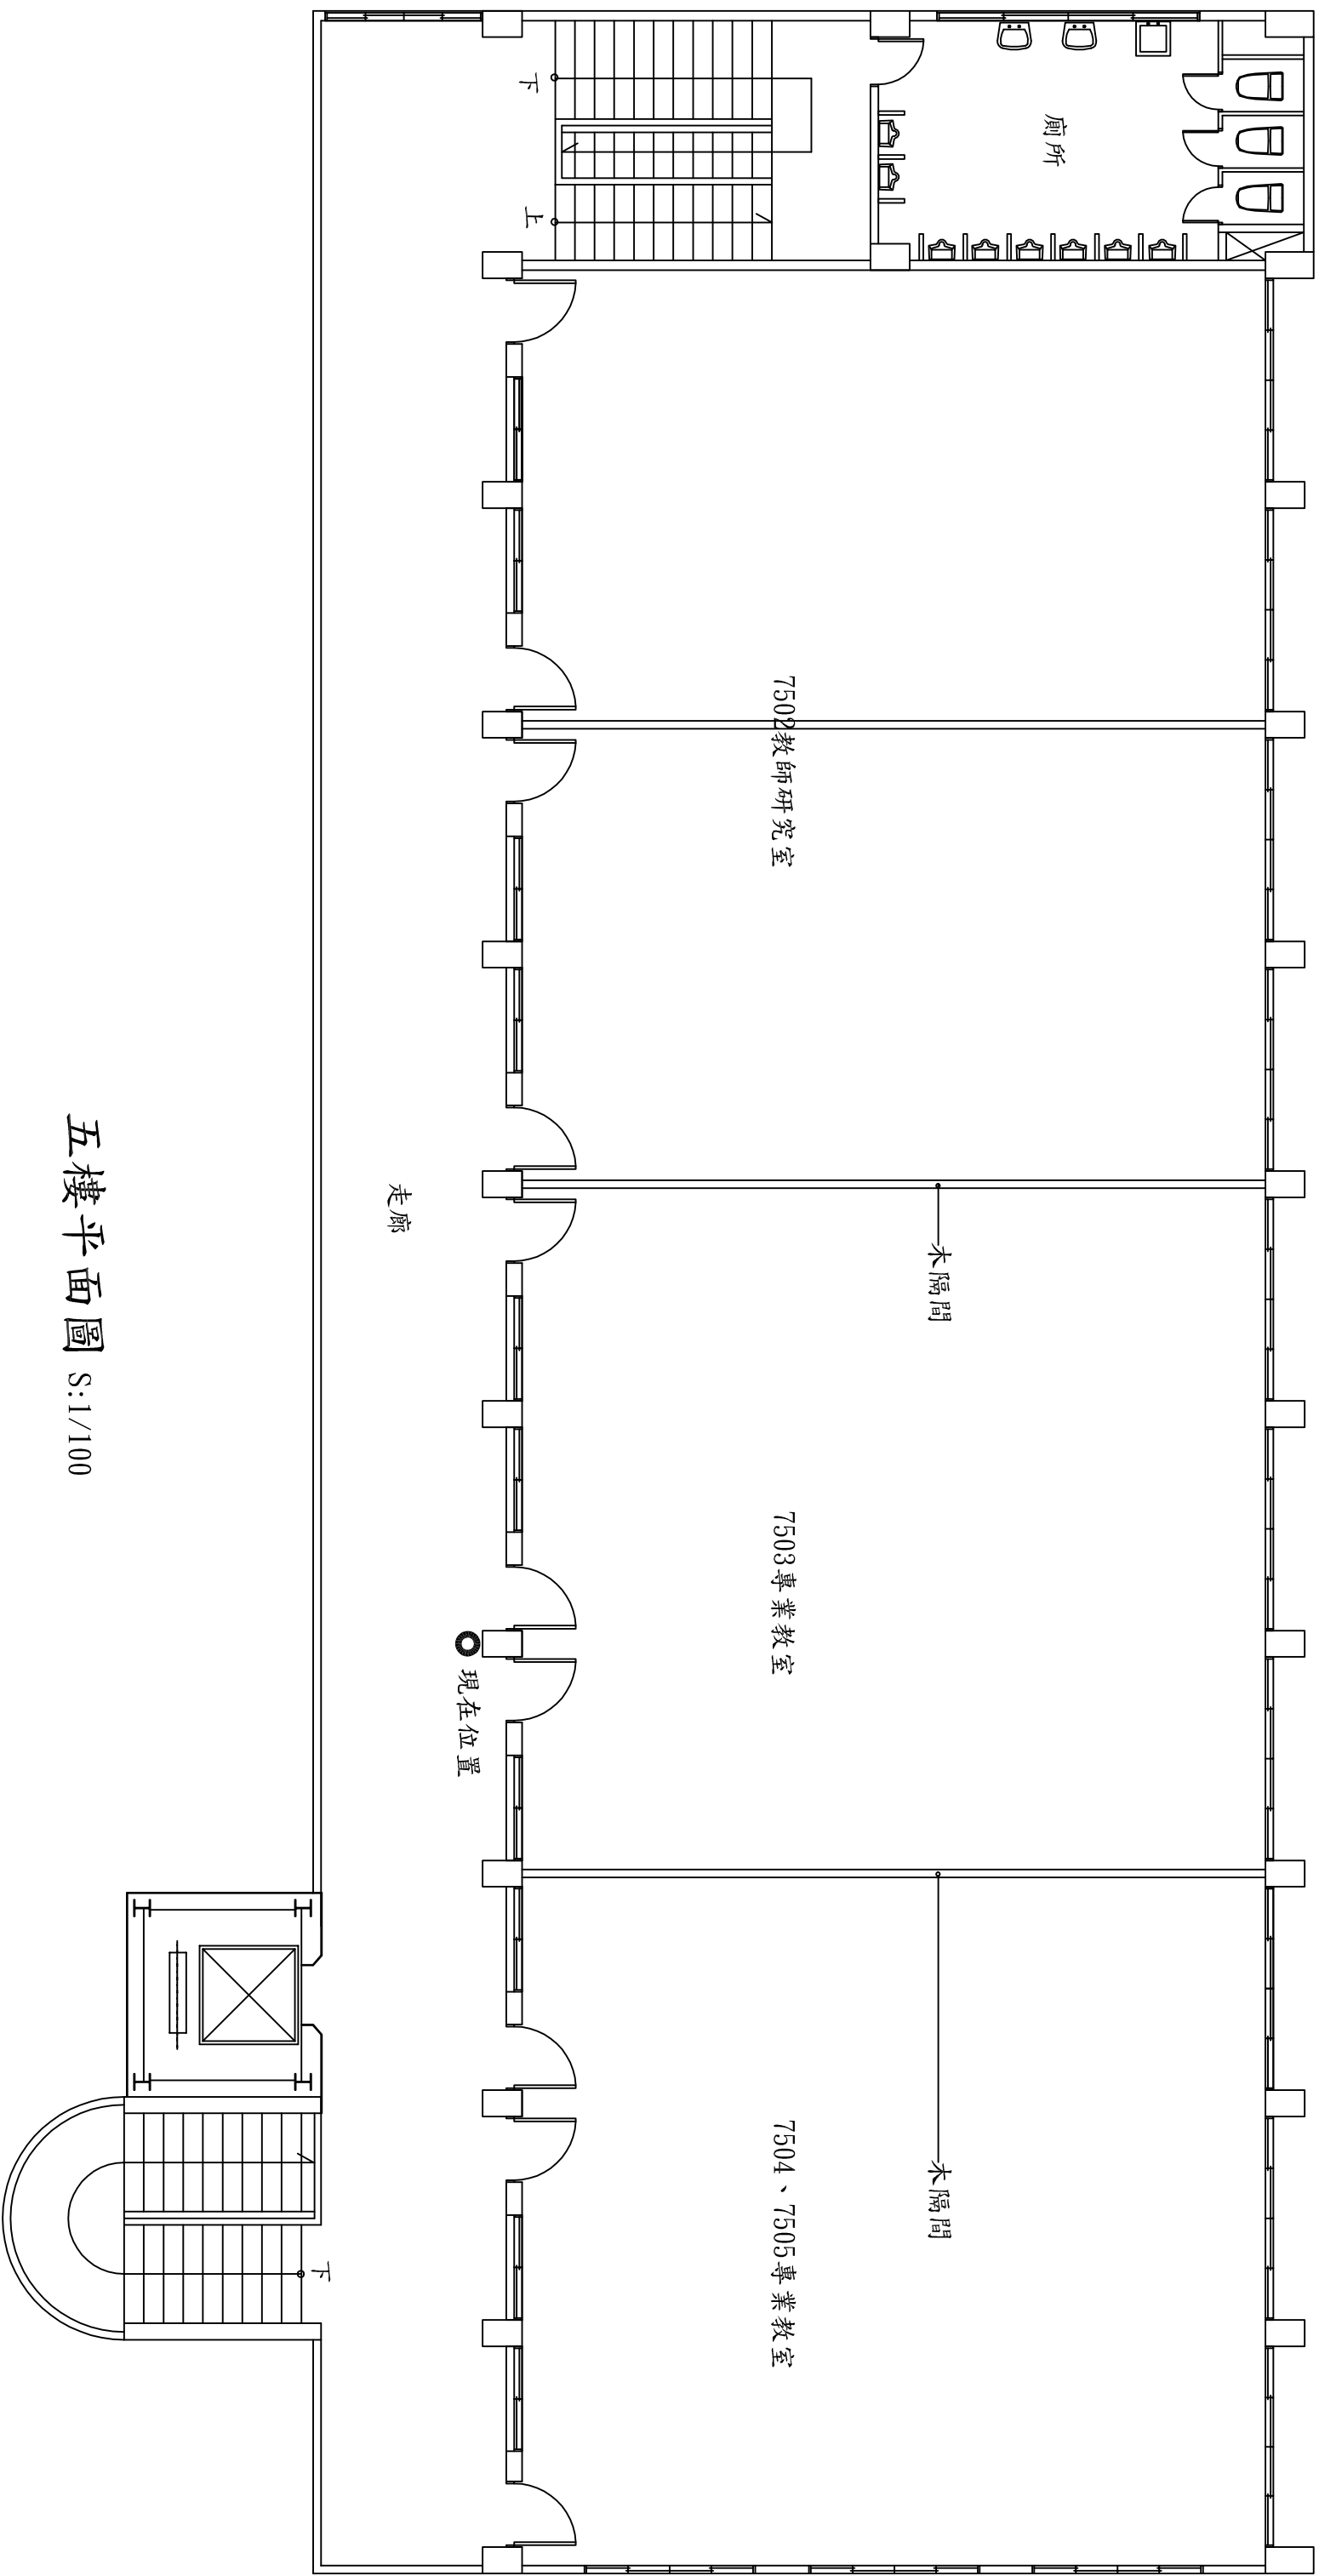 廁所
下
上
7502教師研究室
木隔間
7503專業教室
走廊
現在位置
木隔間
7504、7505專業教室
下
五樓平面圖 S:1/100